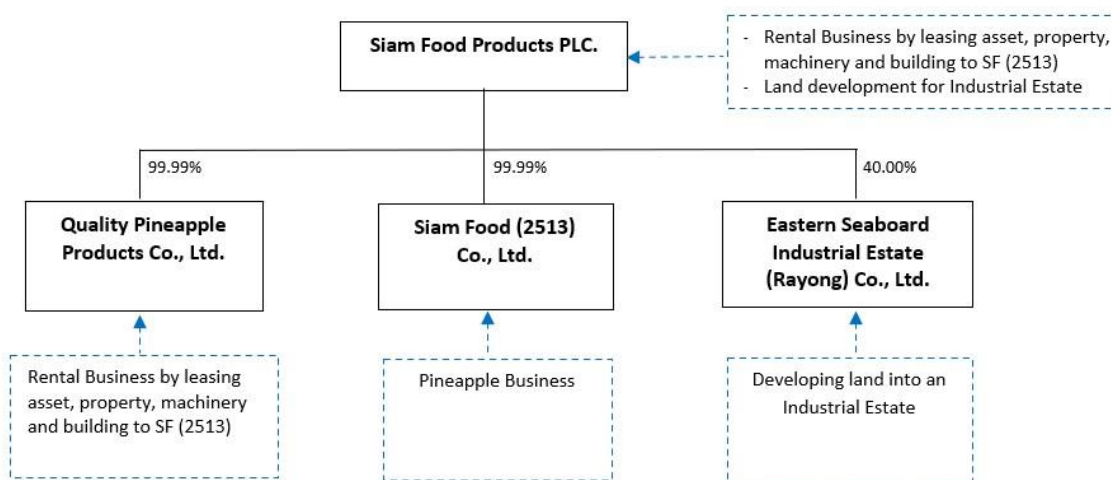 Siam Food Products PLC.
- Rental Business by leasing asset, property,
machinery and building to SF (2513)
- Land development for Industrial Estate
99.99%
99.99%
40.00%
Quality Pineapple
Products Co., Ltd.
Siam Food (2513)
Co., Ltd.
Eastern Seaboard
Industrial Estate
(Rayong) Co., Ltd.
Rental Business by leasing
asset, property, machinery
and building to SF (2513)
Pineapple Business
Developing land into an
Industrial Estate